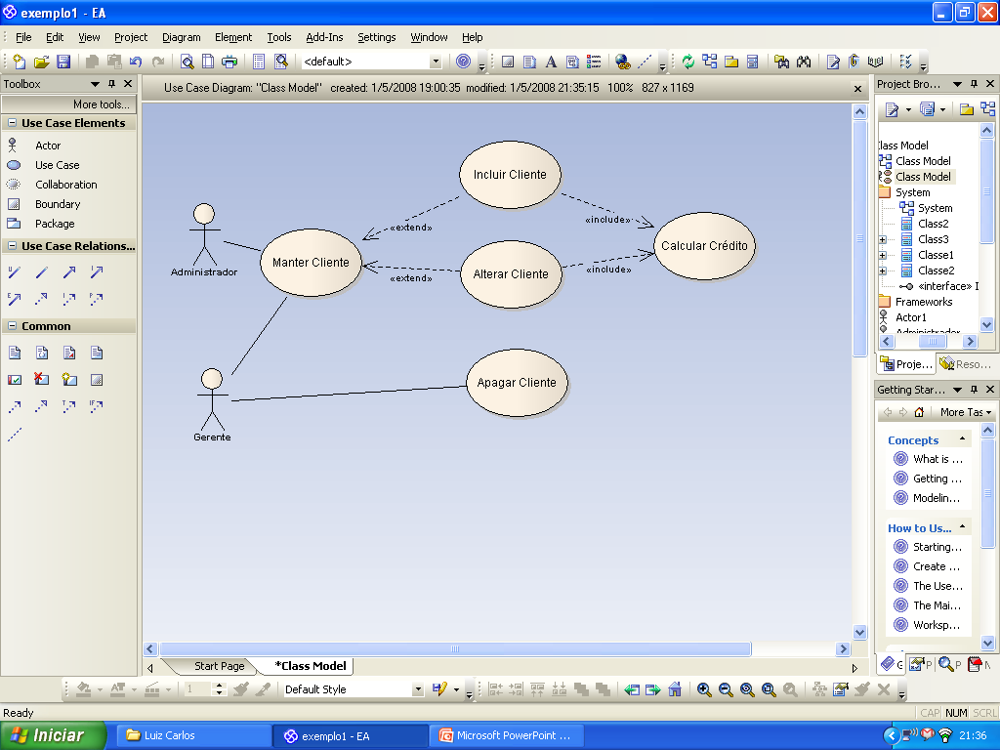 exemplo1 - EA
File Edit View Project Diagram Element Tools Add-Ins Settings Window Help
<default>
Toolbox
More tools...
Use Case Elements
Actor
Use Case
Collaboration
Boundary
Package
Use Case Relations...
Common
Use Case Diagram: "Class Model" created: 1/5/2008 19:00:35 modified: 1/5/2008 21:35:15 100% 827 x 1169
Incluir Cliente
«extend»
«include»
Administrador
Manter Cliente
Alterar Cliente
Calcular Crédito
«extend»
«include»
Gerente
Apagar Cliente
Project Bro...
Class Model
Class Model
Class Model
System
System
Class2
Class3
Classe1
Classe2
«interface» I
Frameworks
Actor1
Administrador
Proje... Reso...
Getting Star...
More Tas
Concepts
What is ...
Getting ...
Modelin...
How to Us...
Starting...
Create ...
The Use...
The Mai...
Worksp...
G P P N
Start Page *Class Model
AT 1 Default Style
Ready
CAP NUM SCRL
Iniciar Luiz Carlos exemplo1 - EA Microsoft PowerPoint ... 21:36